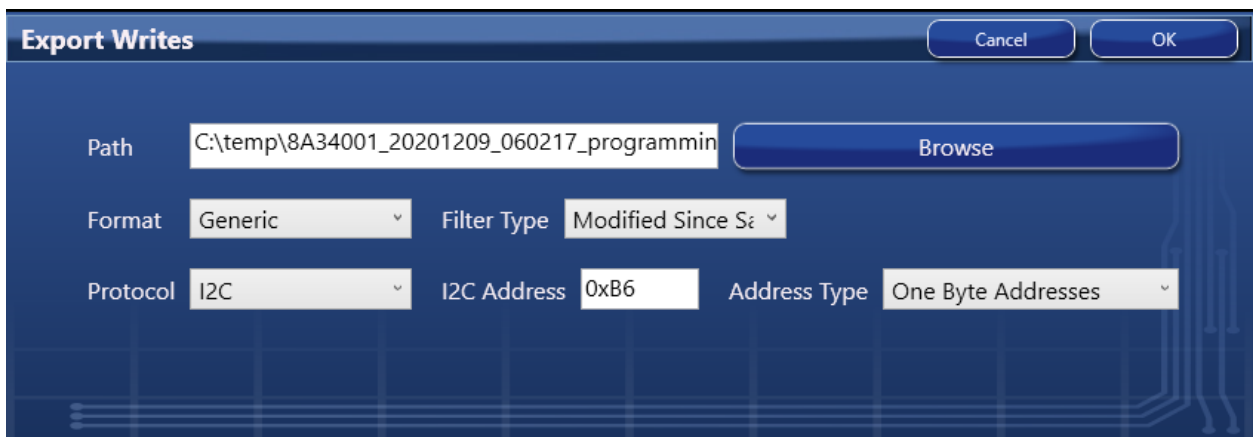 Export Writes Cancel OK
Path C:\temp\8A34001_20201209_060217_programmin Browse
Format Generic Filter Type Modified Since Sa
Protocol I2C I2C Address 0xB6 Address Type One Byte Addresses